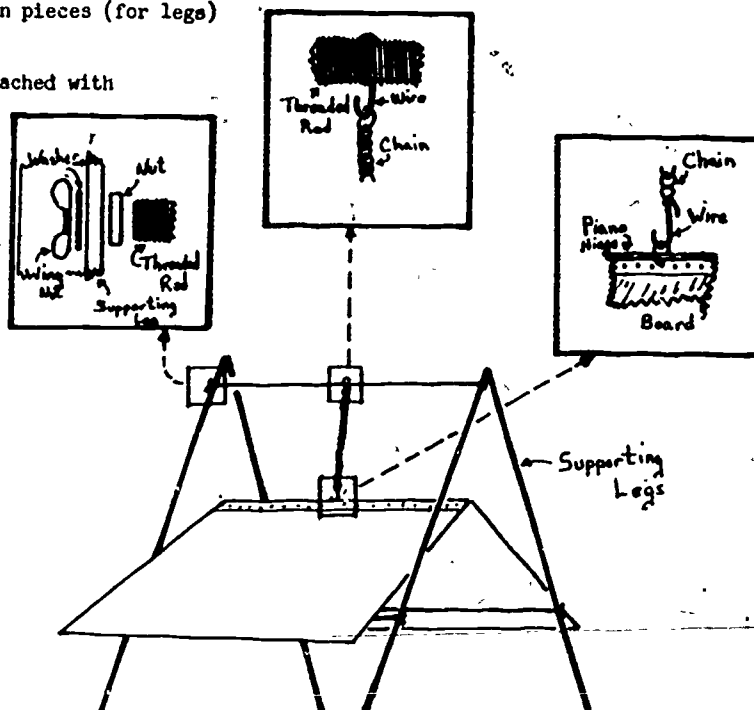 n pieces (for legs)
ached with
Threaded
Rod
Wire
Chain
Washer
Nut
Wing
Nut
Threaded
Rod
Supporting
Leg
Chain
Wire
Piano
Hinge
Board
Supporting
Legs